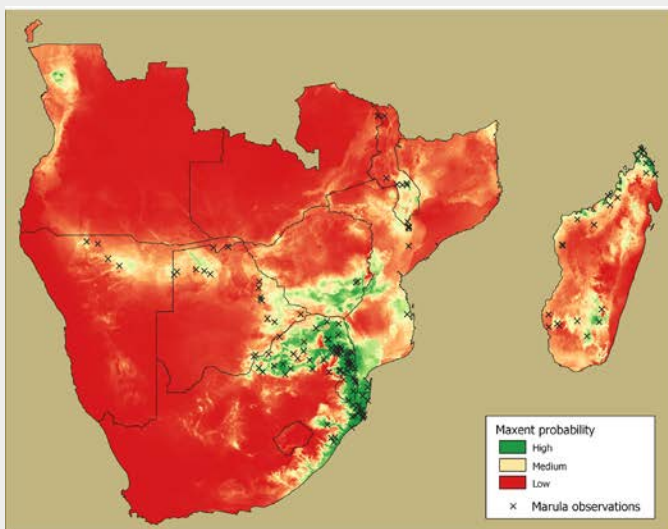 Maxent probability
High
Medium
Low
Marula observations